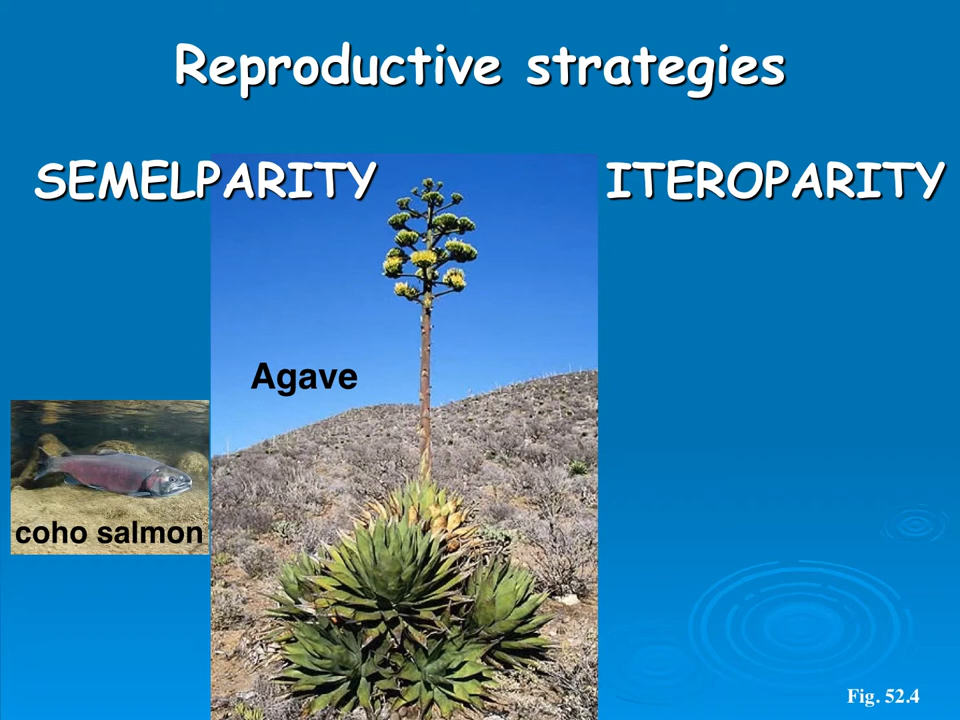 Reproductive strategies
SEMELPARITY
ITEROPARITY
Agave
coho salmon
Fig. 52.4